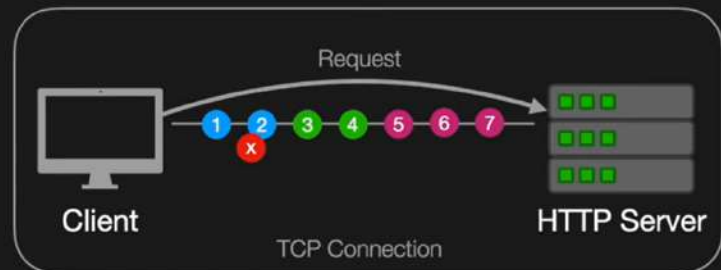 Request
1 2 3 4 5 6 7
x
Client
HTTP Server
TCP Connection